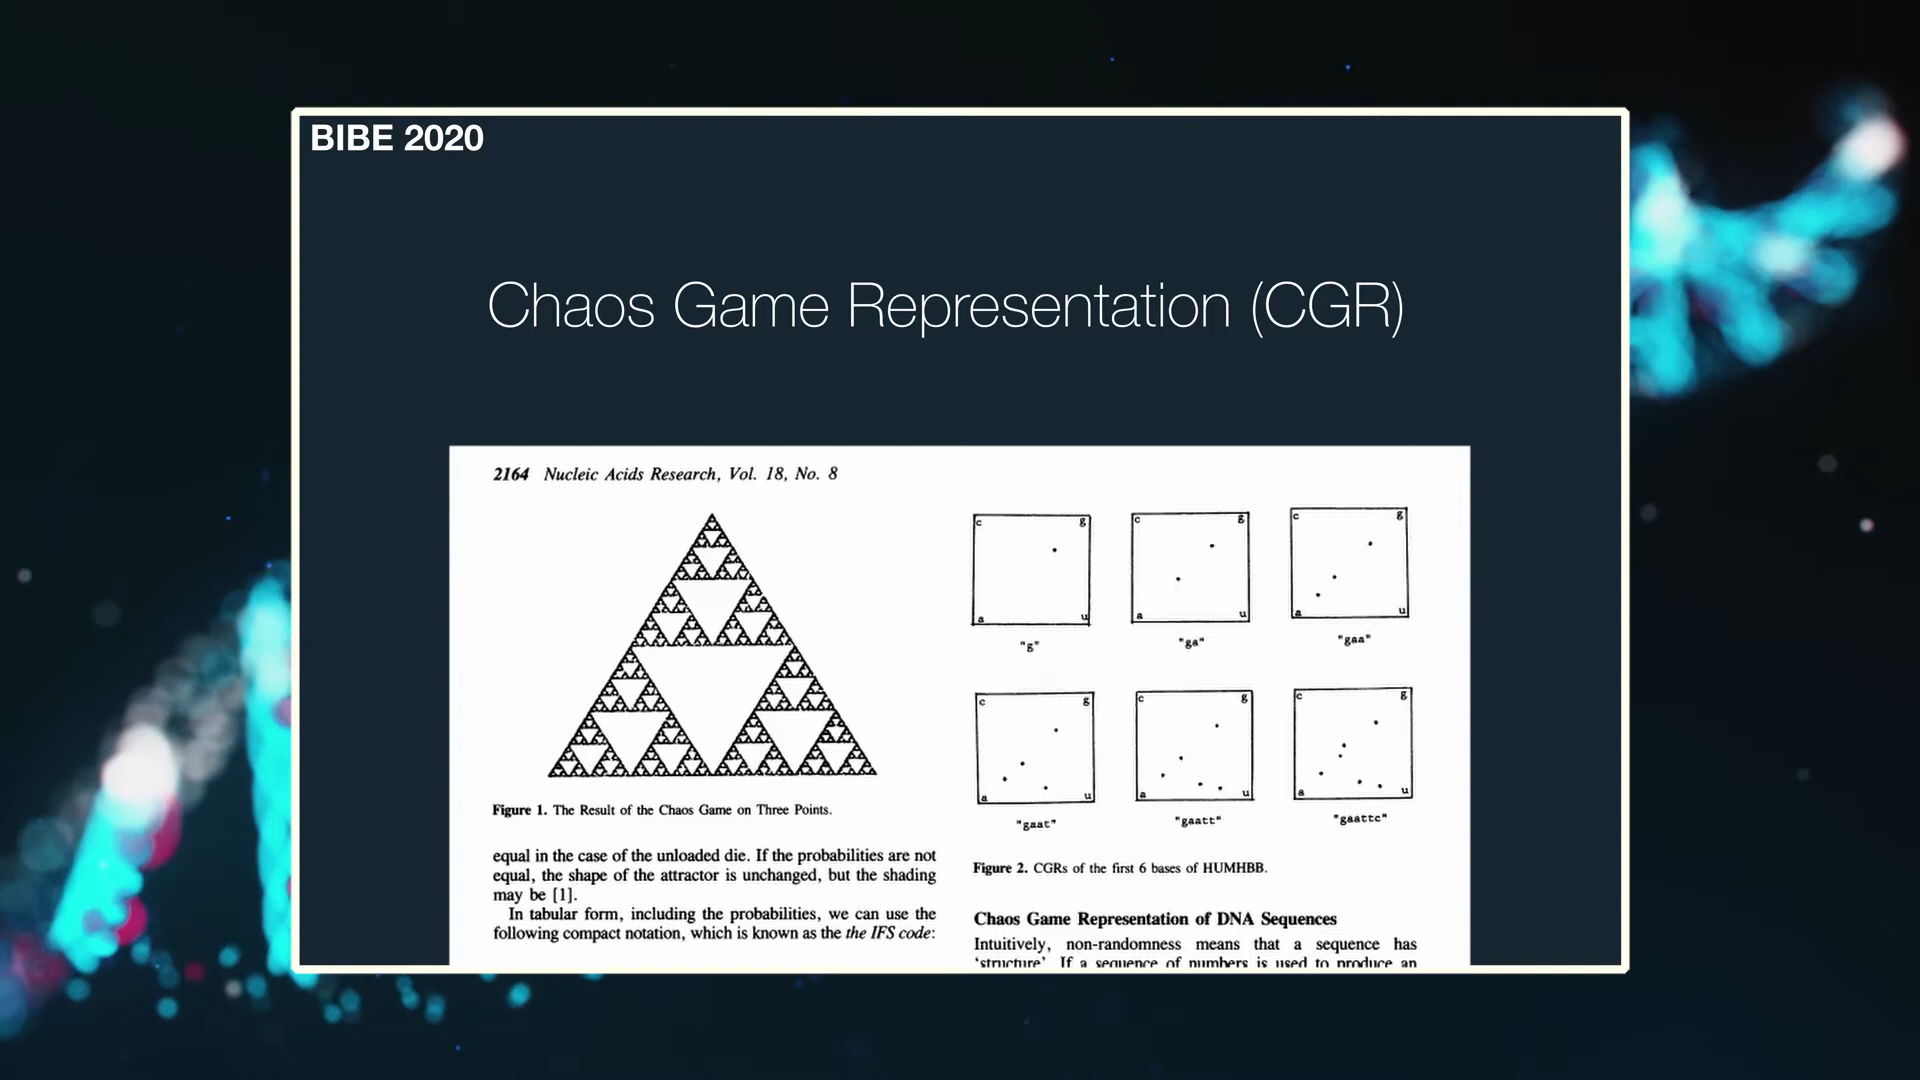 BIBE 2020
Chaos Game Representation (CGR)
2164 Nucleic Acids Research, Vol. 18, No. 8
Figure 1. The Result of the Chaos Game on Three Points.
equal in the case of the unloaded die. If the probabilities are not
equal, the shape of the attractor is unchanged, but the shading
may be [1].
In tabular form, including the probabilities, we can use the
following compact notation, which is known as the the IFS code:
c g
a u
"g"
c g
a u
"ga"
c g
a u
"gaa"
c g
a u
"gaat"
c g
a u
"gaatt"
c g
a u
"gaattc"
Figure 2. CGRs of the first 6 bases of HUMHBB.
Chaos Game Representation of DNA Sequences
Intuitively, non-randomness means that a sequence has
'structure'. If a sequence of numbers is used to produce an